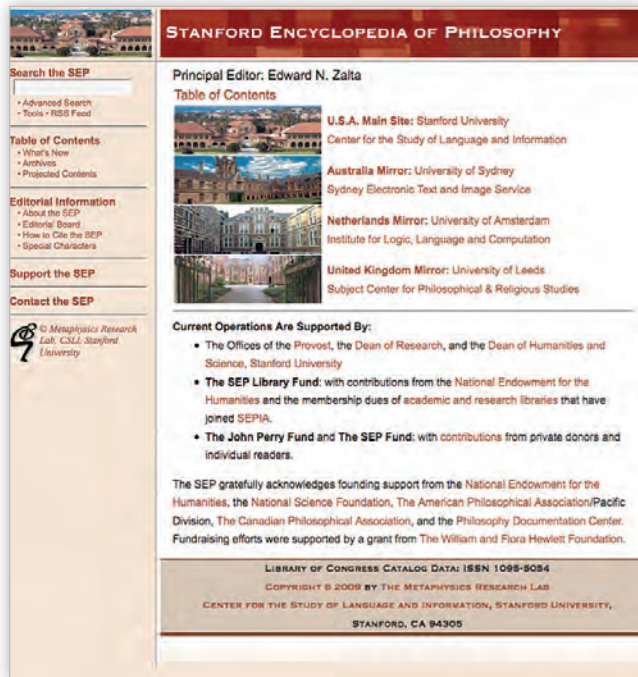 STANFORD ENCYCLOPEDIA OF PHILOSOPHY
Search the SEP
• Advanced Search
• Tools • RSS Feed
Table of Contents
• What's New
• Archives
• Projected Contents
Editorial Information
• About the SEP
• Editorial Board
• How to Cite the SEP
• Special Characters
Support the SEP
Contact the SEP
© Metaphysics Research
Lab, CSLI, Stanford
University
Principal Editor: Edward N. Zalta
Table of Contents
U.S.A. Main Site: Stanford University
Center for the Study of Language and Information
Australia Mirror: University of Sydney
Sydney Electronic Text and Image Service
Netherlands Mirror: University of Amsterdam
Institute for Logic, Language and Computation
United Kingdom Mirror: University of Leeds
Subject Center for Philosophical & Religious Studies
Current Operations Are Supported By:
• The Offices of the Provost, the Dean of Research, and the Dean of Humanities and
Science, Stanford University
• The SEP Library Fund: with contributions from the National Endowment for the
Humanities and the membership dues of academic and research libraries that have
joined SEPIA.
• The John Perry Fund and The SEP Fund: with contributions from private donors and
individual readers.
The SEP gratefully acknowledges founding support from the National Endowment for the
Humanities, the National Science Foundation, The American Philosophical Association/Pacific
Division, The Canadian Philosophical Association, and the Philosophy Documentation Center.
Fundraising efforts were supported by a grant from The William and Flora Hewlett Foundation.
LIBRARY OF CONGRESS CATALOG DATA: ISSN 1095-5054
COPYRIGHT © 2009 BY THE METAPHYSICS RESEARCH LAB
CENTER FOR THE STUDY OF LANGUAGE AND INFORMATION, STANFORD UNIVERSITY,
STANFORD, CA 94305